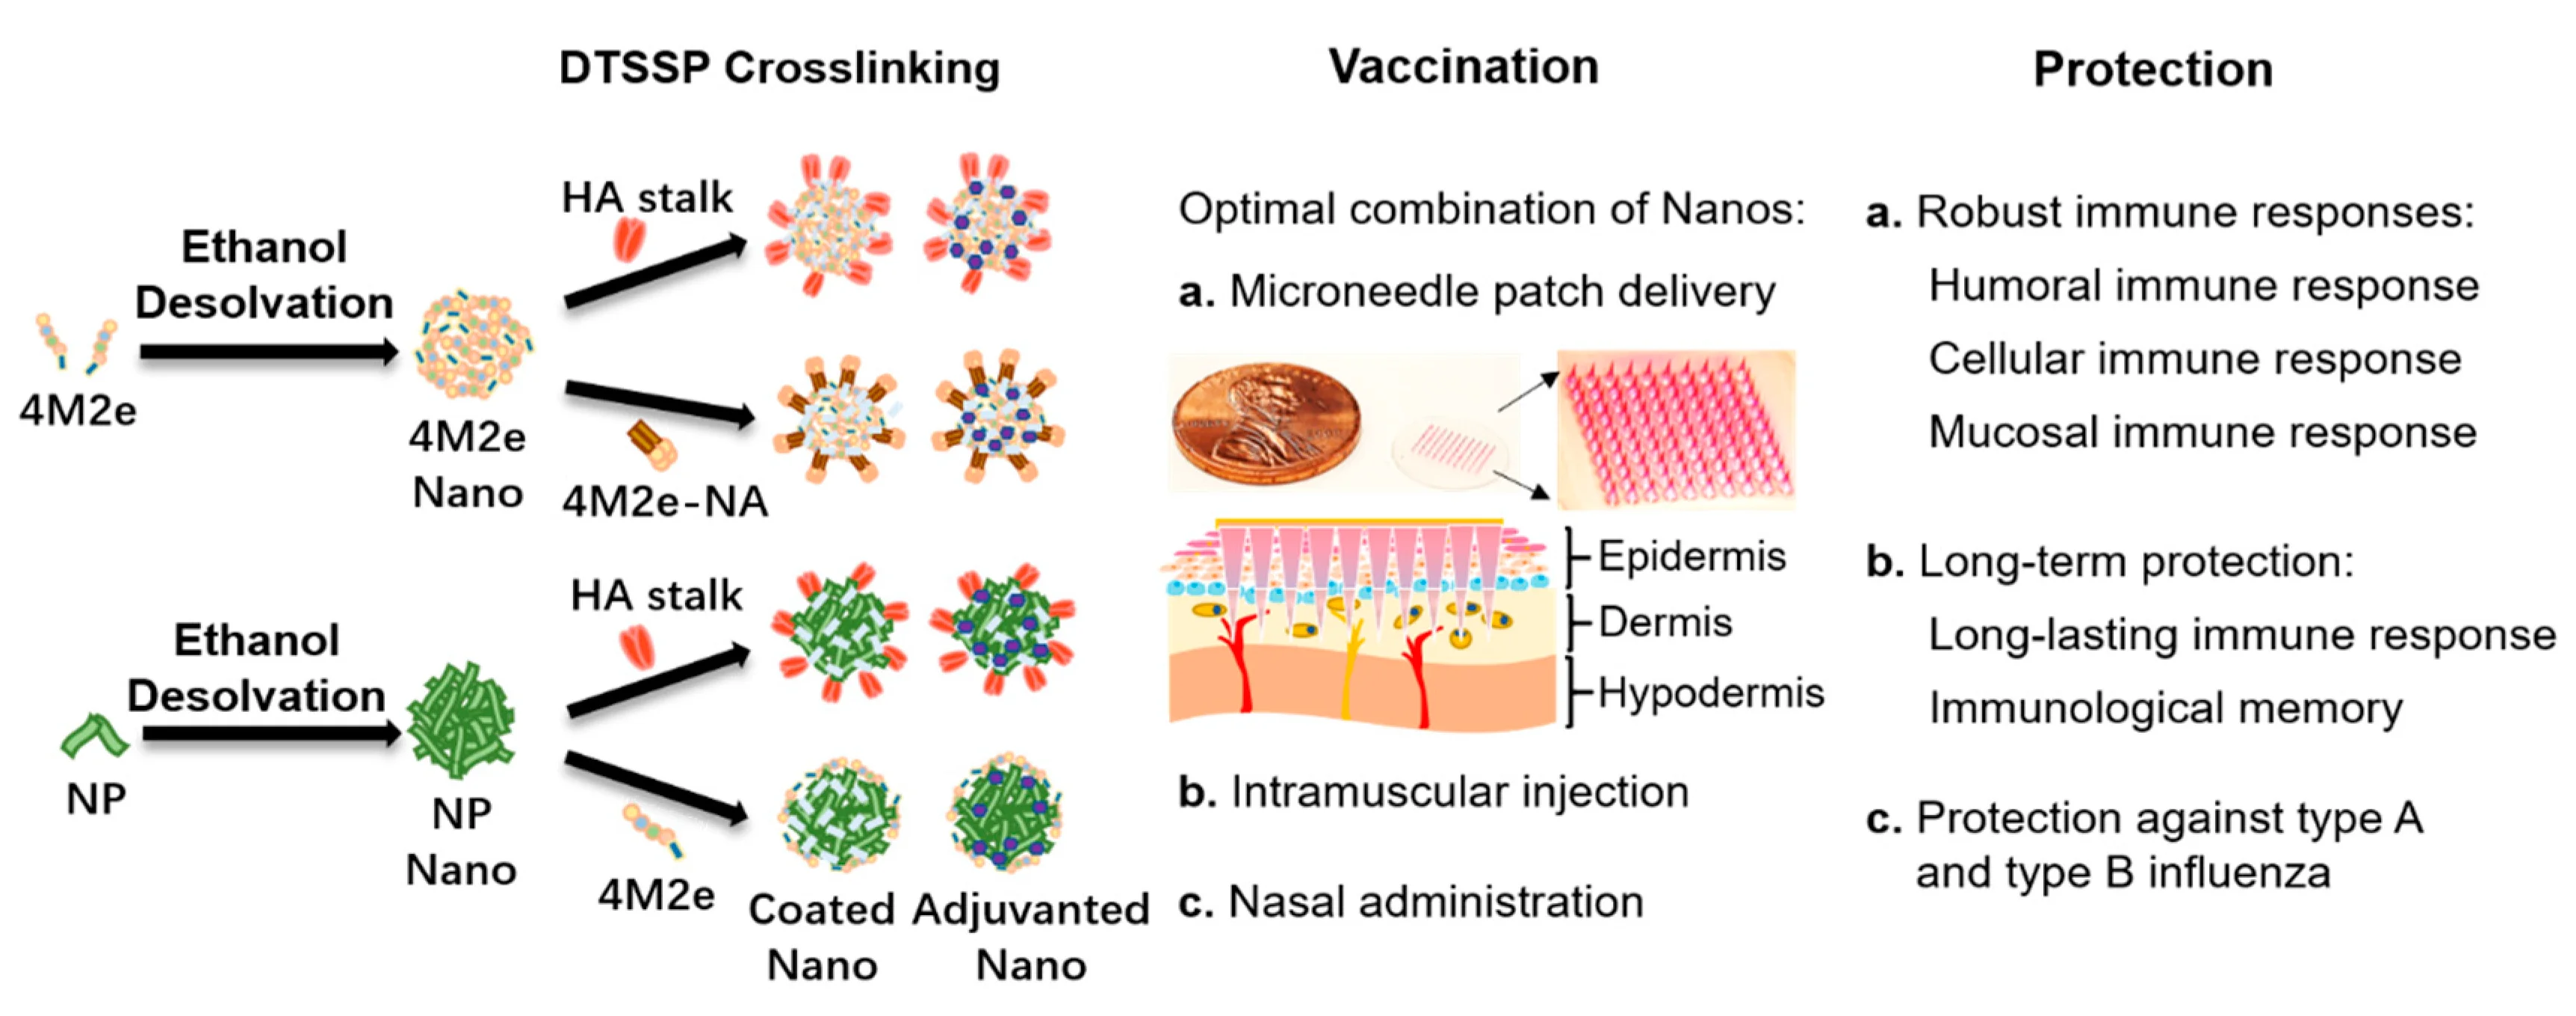 DTSSP Crosslinking
Vaccination
Protection
Ethanol
Desolvation
4M2e
4M2e
Nano
HA stalk
4M2e-NA
Ethanol
Desolvation
NP
NP
Nano
HA stalk
4M2e
Coated
Nano
Adjuvanted
Nano
Optimal combination of Nanos:
a. Microneedle patch delivery
Epidermis
Dermis
Hypodermis
b. Intramuscular injection
c. Nasal administration
a. Robust immune responses:
Humoral immune response
Cellular immune response
Mucosal immune response
b. Long-term protection:
Long-lasting immune response
Immunological memory
c. Protection against type A
and type B influenza